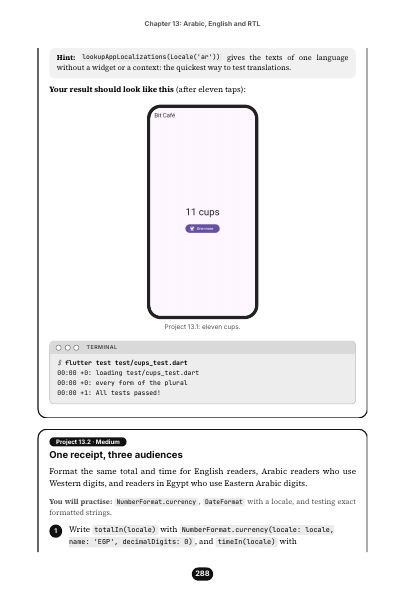 Chapter 13: Arabic, English and RTL
Hint: lookupAppLocalizations(Locale('ar')) gives the texts of one language
without a widget or a context: the quickest way to test translations.
Your result should look like this (after eleven taps):
Bit Café
11 cups
One more
Project 13.1: eleven cups.
TERMINAL
$ flutter test test/cups_test.dart
00:00 +0: loading test/cups_test.dart
00:00 +0: every form of the plural
00:00 +1: All tests passed!
Project 13.2 · Medium
One receipt, three audiences
Format the same total and time for English readers, Arabic readers who use
Western digits, and readers in Egypt who use Eastern Arabic digits.
You will practise: NumberFormat.currency, DateFormat with a locale, and testing exact
formatted strings.
1 Write totalIn(locale) with NumberFormat.currency(locale: locale,
name: 'EGP', decimalDigits: 0), and timeIn(locale) with
288